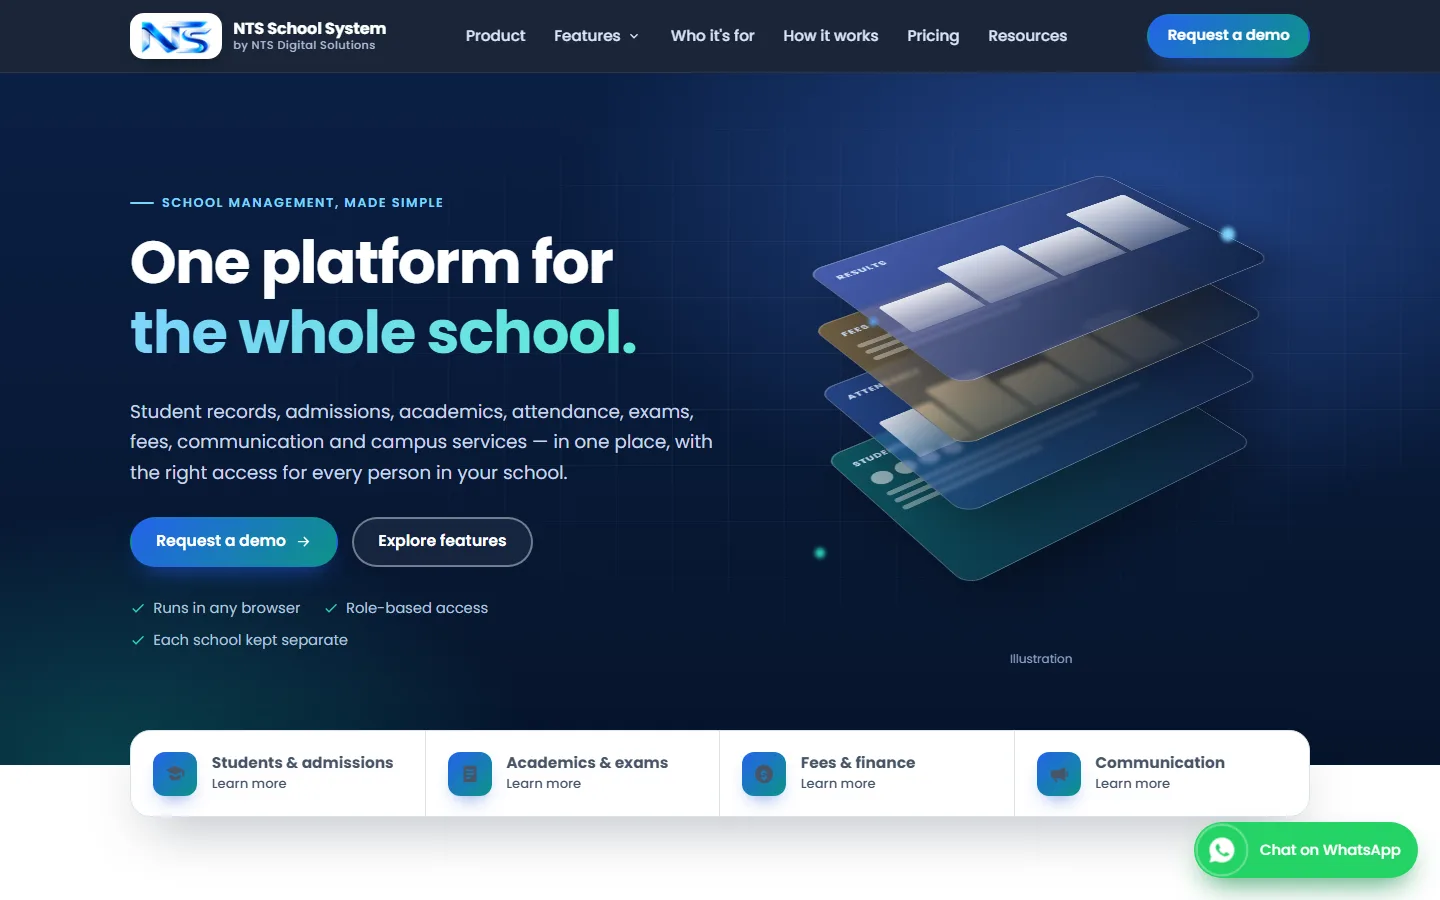 NTS
NTS School System
by NTS Digital Solutions
Product
Features
Who it's for
How it works
Pricing
Resources
Request a demo
SCHOOL MANAGEMENT, MADE SIMPLE
One platform for
the whole school.
Student records, admissions, academics, attendance, exams,
fees, communication and campus services — in one place, with
the right access for every person in your school.
Request a demo
Explore features
Runs in any browser
Role-based access
Each school kept separate
RESULTS
FEES
Illustration
Students & admissions
Learn more
Academics & exams
Learn more
Fees & finance
Learn more
Communication
Learn more
Chat on WhatsApp